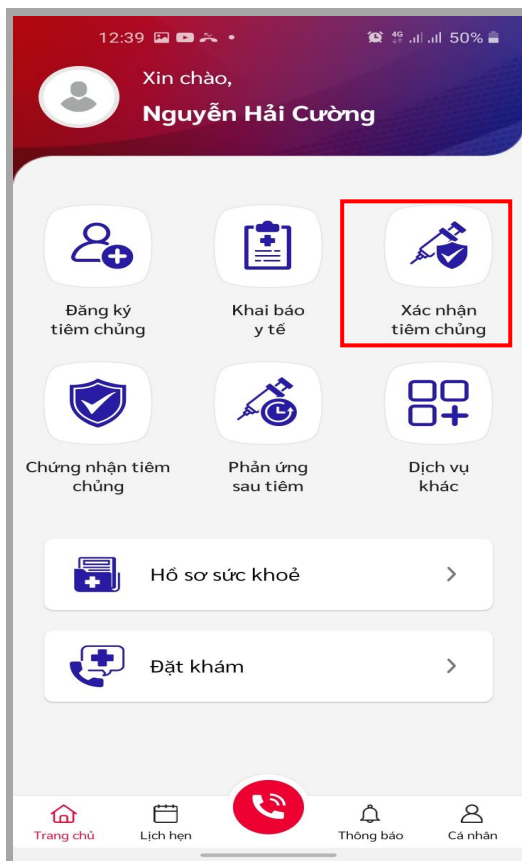 12:39
4G 50%
Xin chào,
Nguyễn Hải Cường
Đăng ký
tiêm chủng
Khai báo
y tế
Xác nhận
tiêm chủng
Chứng nhận tiêm
chủng
Phản ứng
sau tiêm
Dịch vụ
khác
Hồ sơ sức khoẻ
Đặt khám
Trang chủ
Lịch hẹn
Thông báo
Cá nhân